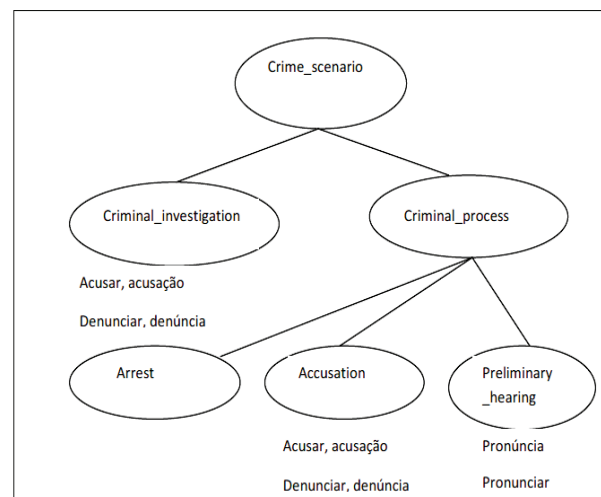 Crime_scenario
Criminal_investigation
Criminal_process
Acusar, acusação
Denunciar, denúncia
Arrest
Accusation
Preliminary
_hearing
Acusar, acusação
Denunciar, denúncia
Pronúncia
Pronunciar